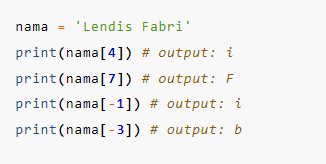 nama = 'Lendis Fabri'
print(nama[4]) # output: i
print(nama[7]) # output: F
print(nama[-1]) # output: i
print(nama[-3]) # output: b